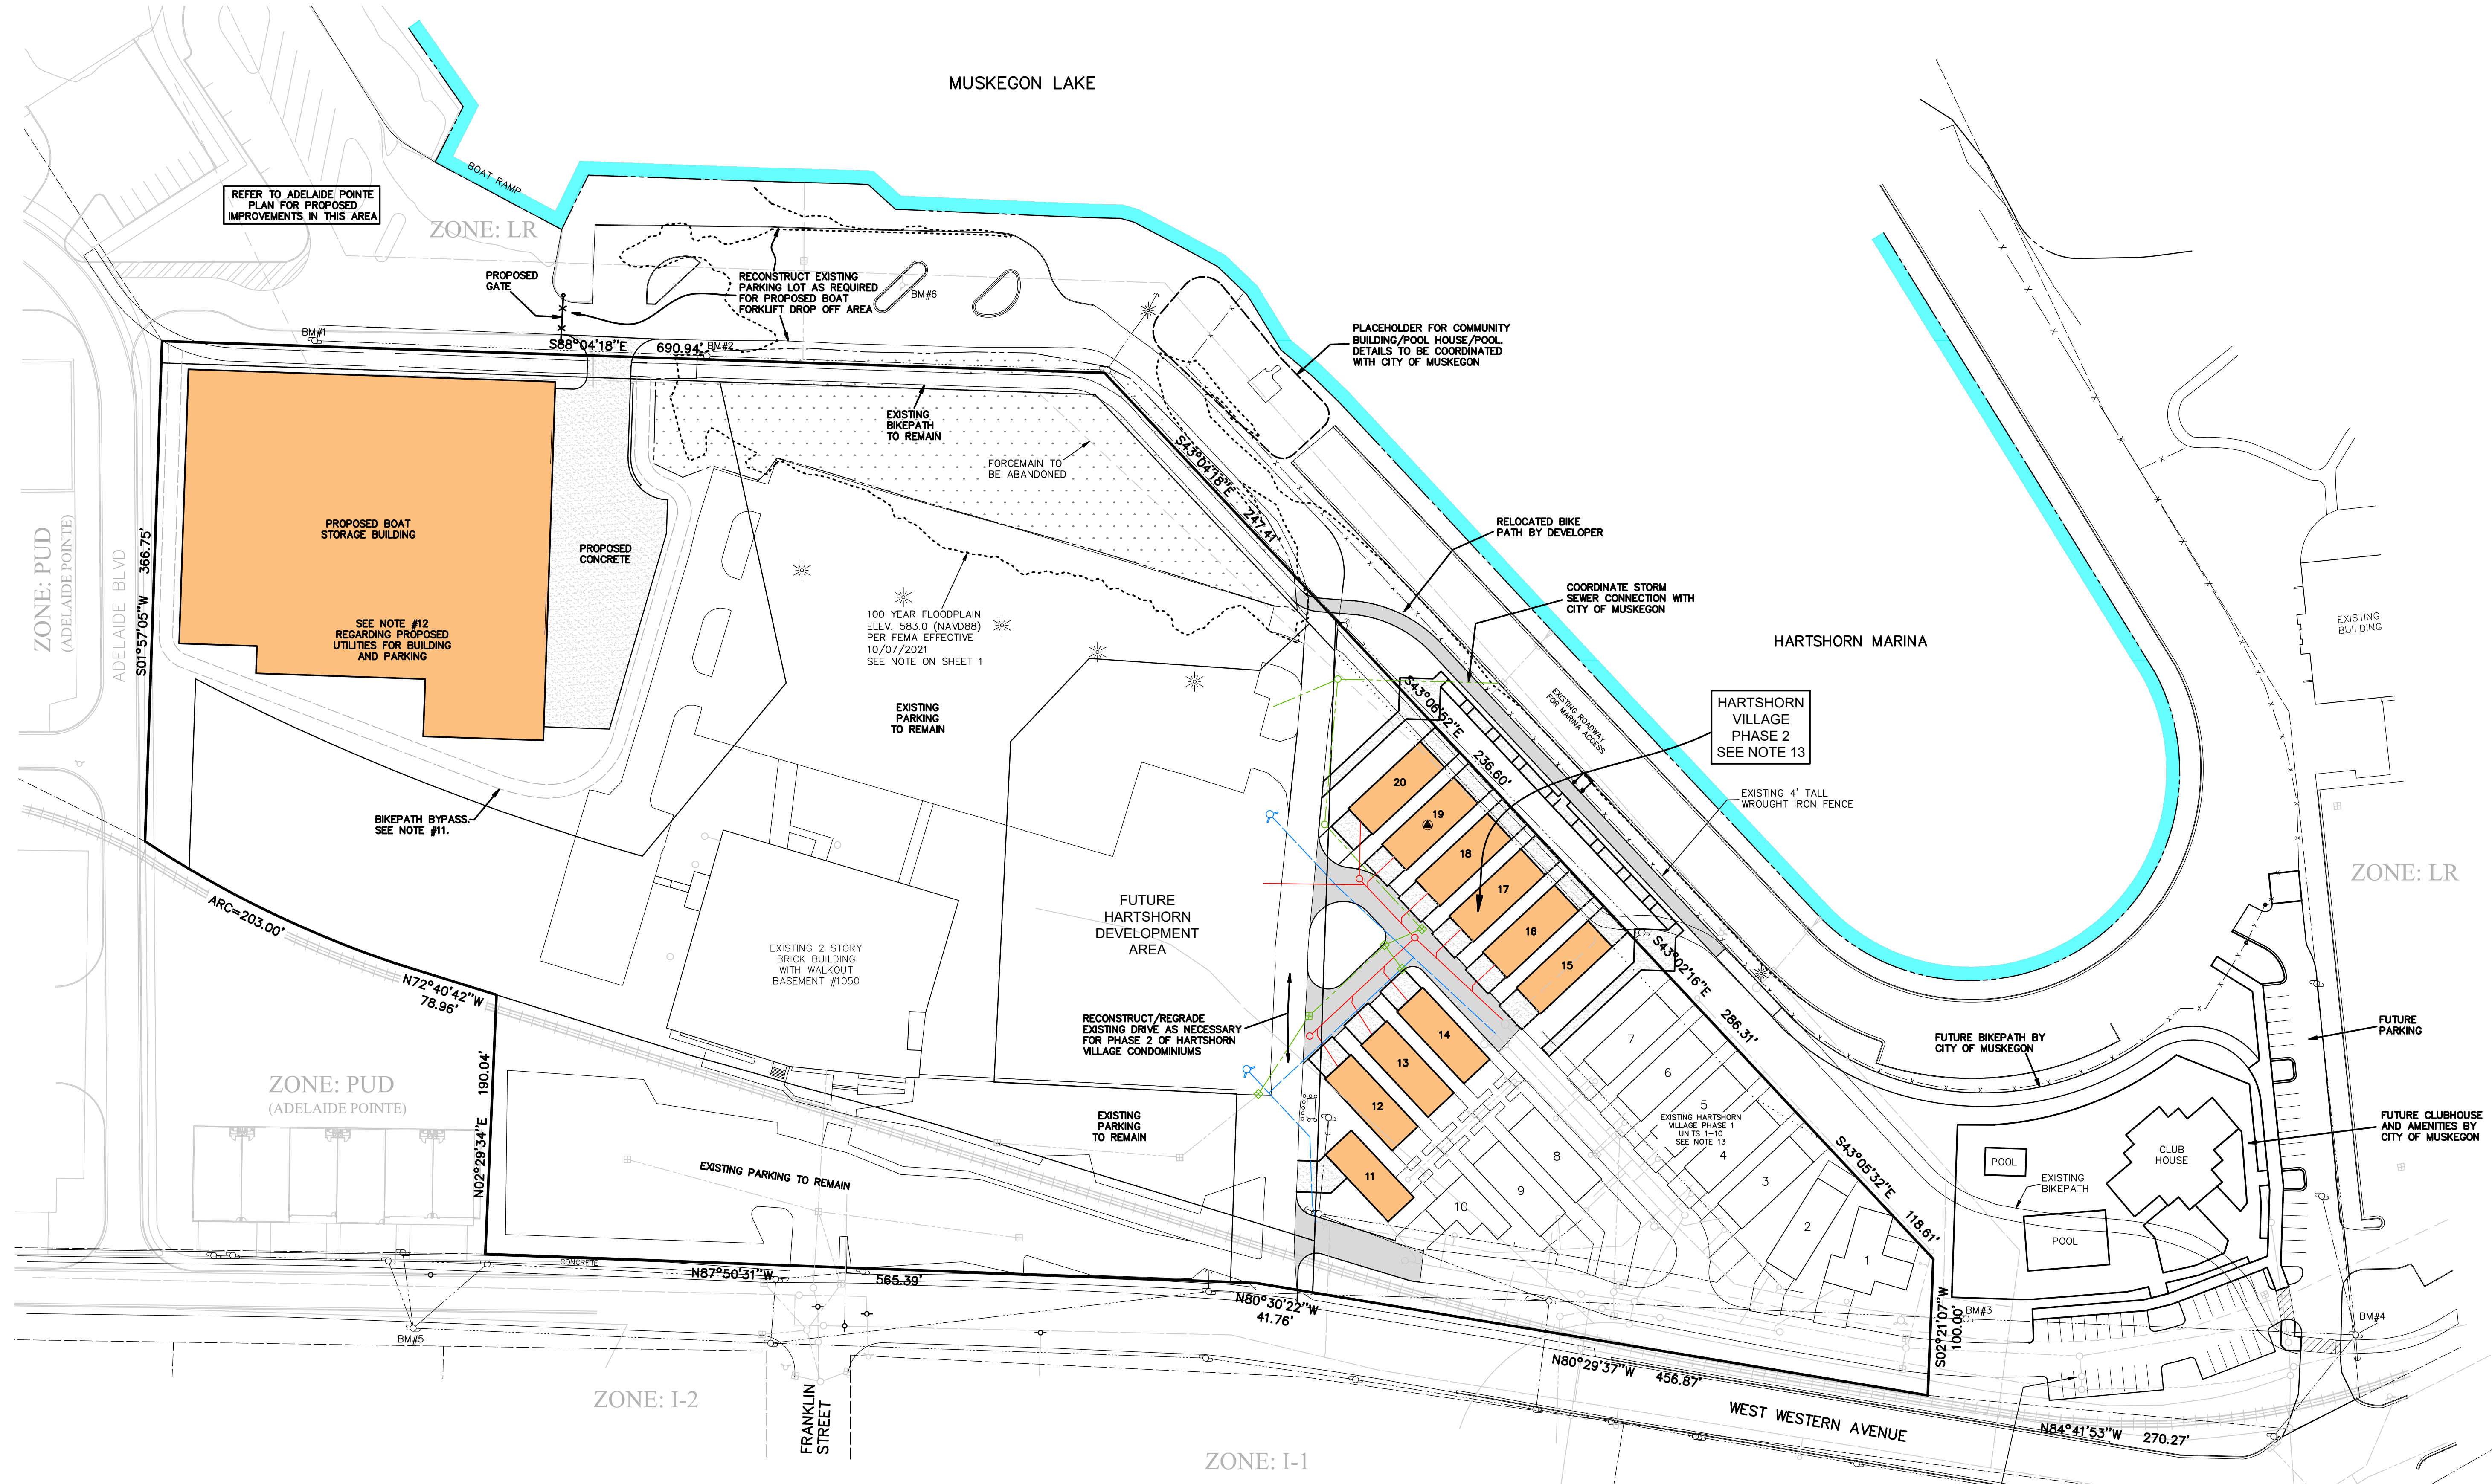 MUSKEGON LAKE
BOAT RAMP
REFER TO ADELAIDE POINTE
PLAN FOR PROPOSED
IMPROVEMENTS IN THIS AREA
ZONE: LR
PROPOSED
GATE
RECONSTRUCT EXISTING
PARKING LOT AS REQUIRED
FOR PROPOSED BOAT
FORKLIFT DROP OFF AREA
BM#6
BM#1
S88°04'18"E 690.94'
BM#2
PLACEHOLDER FOR COMMUNITY
BUILDING/POOL HOUSE/POOL.
DETAILS TO BE COORDINATED
WITH CITY OF MUSKEGON
EXISTING
BIKEPATH
TO REMAIN
FORCEMAIN TO
BE ABANDONED
S43°04'18"E 247.41'
RELOCATED BIKE
PATH BY DEVELOPER
COORDINATE STORM
SEWER CONNECTION WITH
CITY OF MUSKEGON
HARTSHORN MARINA
EXISTING
BUILDING
ZONE: PUD
(ADELAIDE POINTE)
ADELAIDE BLVD
S01°57'05"W 366.75'
PROPOSED BOAT
STORAGE BUILDING
PROPOSED
CONCRETE
SEE NOTE #12
REGARDING PROPOSED
UTILITIES FOR BUILDING
AND PARKING
100 YEAR FLOODPLAIN
ELEV. 583.0 (NAVD88)
PER FEMA EFFECTIVE
10/07/2021
SEE NOTE ON SHEET 1
EXISTING
PARKING
TO REMAIN
S43°06'52"E 236.60'
EXISTING ROADWAY
FOR MARINA ACCESS
HARTSHORN
VILLAGE
PHASE 2
SEE NOTE 13
EXISTING 4' TALL
WROUGHT IRON FENCE
BIKEPATH BYPASS.
SEE NOTE #11.
20
19
18
17
16
15
ZONE: LR
ARC=203.00'
N72°40'42"W
78.96'
EXISTING 2 STORY
BRICK BUILDING
WITH WALKOUT
BASEMENT #1050
FUTURE
HARTSHORN
DEVELOPMENT
AREA
S43°02'16"E 286.31'
RECONSTRUCT/REGRADE
EXISTING DRIVE AS NECESSARY
FOR PHASE 2 OF HARTSHORN
VILLAGE CONDOMINIUMS
14
13
12
11
7
6
5
EXISTING HARTSHORN
VILLAGE PHASE 1
UNITS 1-10
SEE NOTE 13
4
3
2
1
8
9
10
FUTURE BIKEPATH BY
CITY OF MUSKEGON
FUTURE
PARKING
FUTURE CLUBHOUSE
AND AMENITIES BY
CITY OF MUSKEGON
CLUB
HOUSE
POOL
EXISTING
BIKEPATH
POOL
S43°05'32"E 118.61'
ZONE: PUD
(ADELAIDE POINTE)
N02°29'34"E 190.04'
EXISTING
PARKING
TO REMAIN
EXISTING PARKING TO REMAIN
CONCRETE
N87°50'31"W 565.39'
N80°30'22"W
41.76'
S02°21'07"W
100.00'
BM#3
BM#4
BM#5
N80°29'37"W 456.87'
ZONE: I-2
FRANKLIN
STREET
WEST WESTERN AVENUE
N84°41'53"W 270.27'
ZONE: I-1